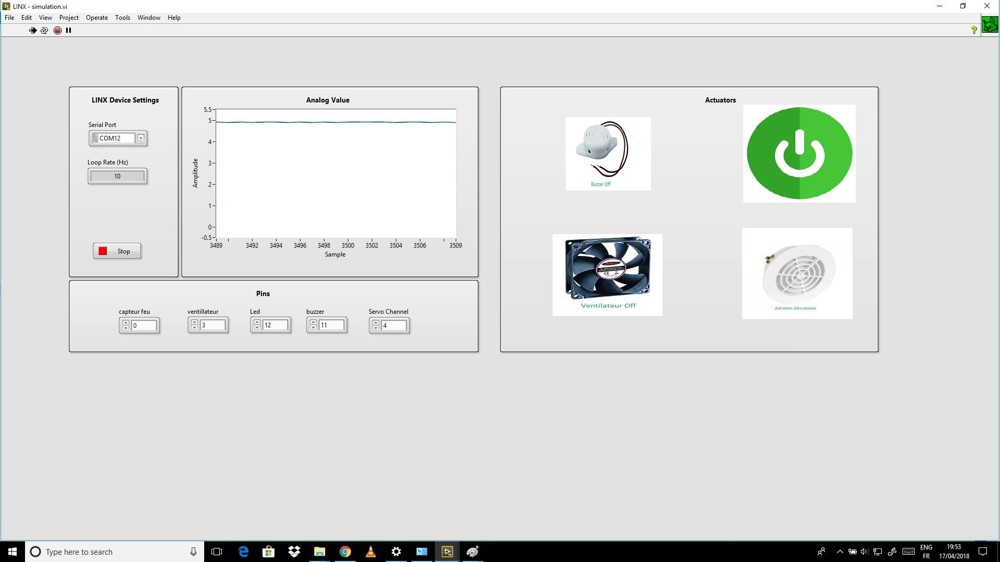 LINX - simulation.vi
File Edit View Project Operate Tools Window Help
LINX Device Settings
Serial Port
COM12
Loop Rate (Hz)
10
Stop
Analog Value
5.5
5
4
3
2
1
0
-0.5
Amplitude
3489 3492 3494 3496 3498 3500 3502 3504 3506 3509
Sample
Pins
capteur feu ventillateur Led buzzer Servo Channel
0 3 12 11 4
Actuators
Buzzer Off
Ventilateur Off
Aération Déscativée
Type here to search
ENG
FR
19:53
17/04/2018